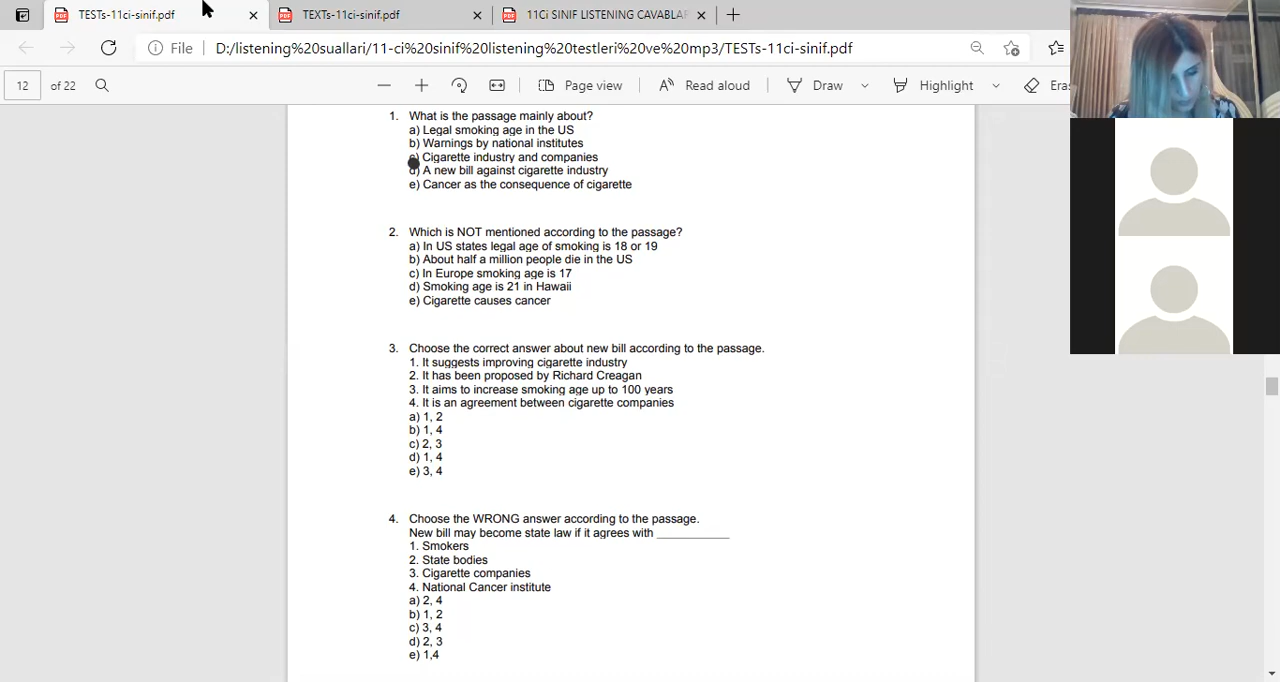 TESTs-11ci-sinif.pdf
TEXTs-11ci-sinif.pdf
11Ci SINIF LISTENING CAVABLAR
File
D:/listening%20suallari/11-ci%20sinif%20listening%20testleri%20ve%20mp3/TESTs-11ci-sinif.pdf
12 of 22
Page view
Read aloud
Draw
Highlight
Eras
1. What is the passage mainly about?
a) Legal smoking age in the US
b) Warnings by national institutes
c) Cigarette industry and companies
d) A new bill against cigarette industry
e) Cancer as the consequence of cigarette
2. Which is NOT mentioned according to the passage?
a) In US states legal age of smoking is 18 or 19
b) About half a million people die in the US
c) In Europe smoking age is 17
d) Smoking age is 21 in Hawaii
e) Cigarette causes cancer
3. Choose the correct answer about new bill according to the passage.
1. It suggests improving cigarette industry
2. It has been proposed by Richard Creagan
3. It aims to increase smoking age up to 100 years
4. It is an agreement between cigarette companies
a) 1, 2
b) 1, 4
c) 2, 3
d) 1, 4
e) 3, 4
4. Choose the WRONG answer according to the passage.
New bill may become state law if it agrees with ___________
1. Smokers
2. State bodies
3. Cigarette companies
4. National Cancer institute
a) 2, 4
b) 1, 2
c) 3, 4
d) 2, 3
e) 1,4